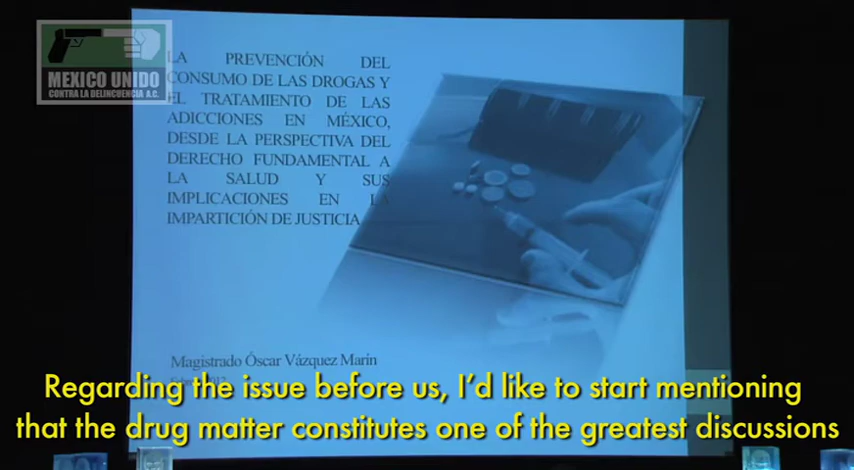 MEXICO UNIDO
CONTRA LA DELINCUENCIA A.C.
LA PREVENCIÓN DEL
CONSUMO DE LAS DROGAS Y
EL TRATAMIENTO DE LAS
ADICCIONES EN MÉXICO,
DESDE LA PERSPECTIVA DEL
DERECHO FUNDAMENTAL A
LA SALUD Y SUS
IMPLICACIONES EN LA
IMPARTICIÓN DE JUSTICIA
Magistrado Óscar Vázquez Marín
Regarding the issue before us, I'd like to start mentioning
that the drug matter constitutes one of the greatest discussions